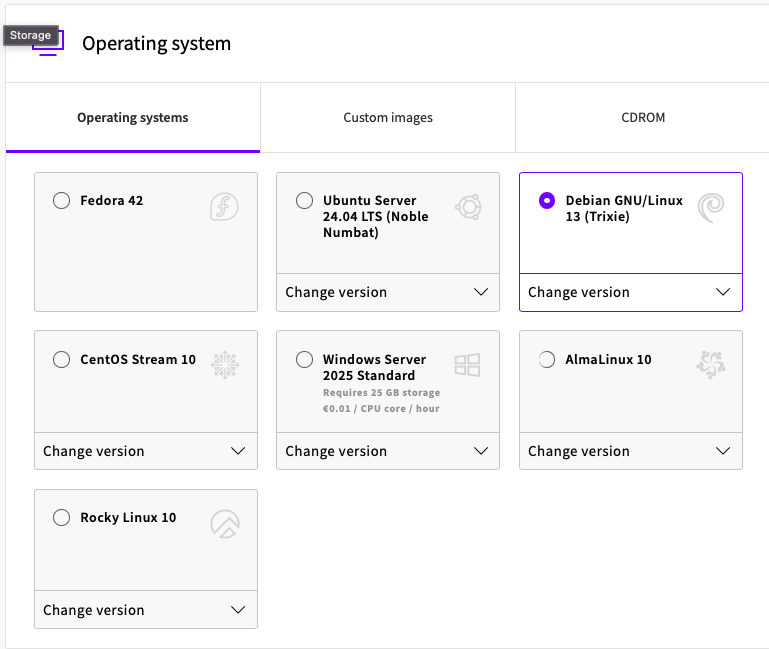 Storage
Operating system
Operating systems
Custom images
CDROM
Fedora 42
Ubuntu Server
24.04 LTS (Noble
Numbat)
Change version
Debian GNU/Linux
13 (Trixie)
Change version
CentOS Stream 10
Change version
Windows Server
2025 Standard
Requires 25 GB storage
€0.01 / CPU core / hour
Change version
AlmaLinux 10
Change version
Rocky Linux 10
Change version